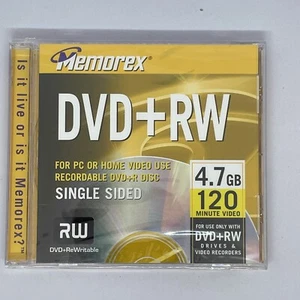 Is it live or is it Memorex?™
Memorex
DVD+RW
FOR PC OR HOME VIDEO USE
RECORDABLE DVD+R DISC
SINGLE SIDED
4.7GB
120
MINUTE VIDEO
FOR USE ONLY WITH
DVD+RW
DRIVES &
VIDEO RECORDERS
RW
DVD+ReWritable